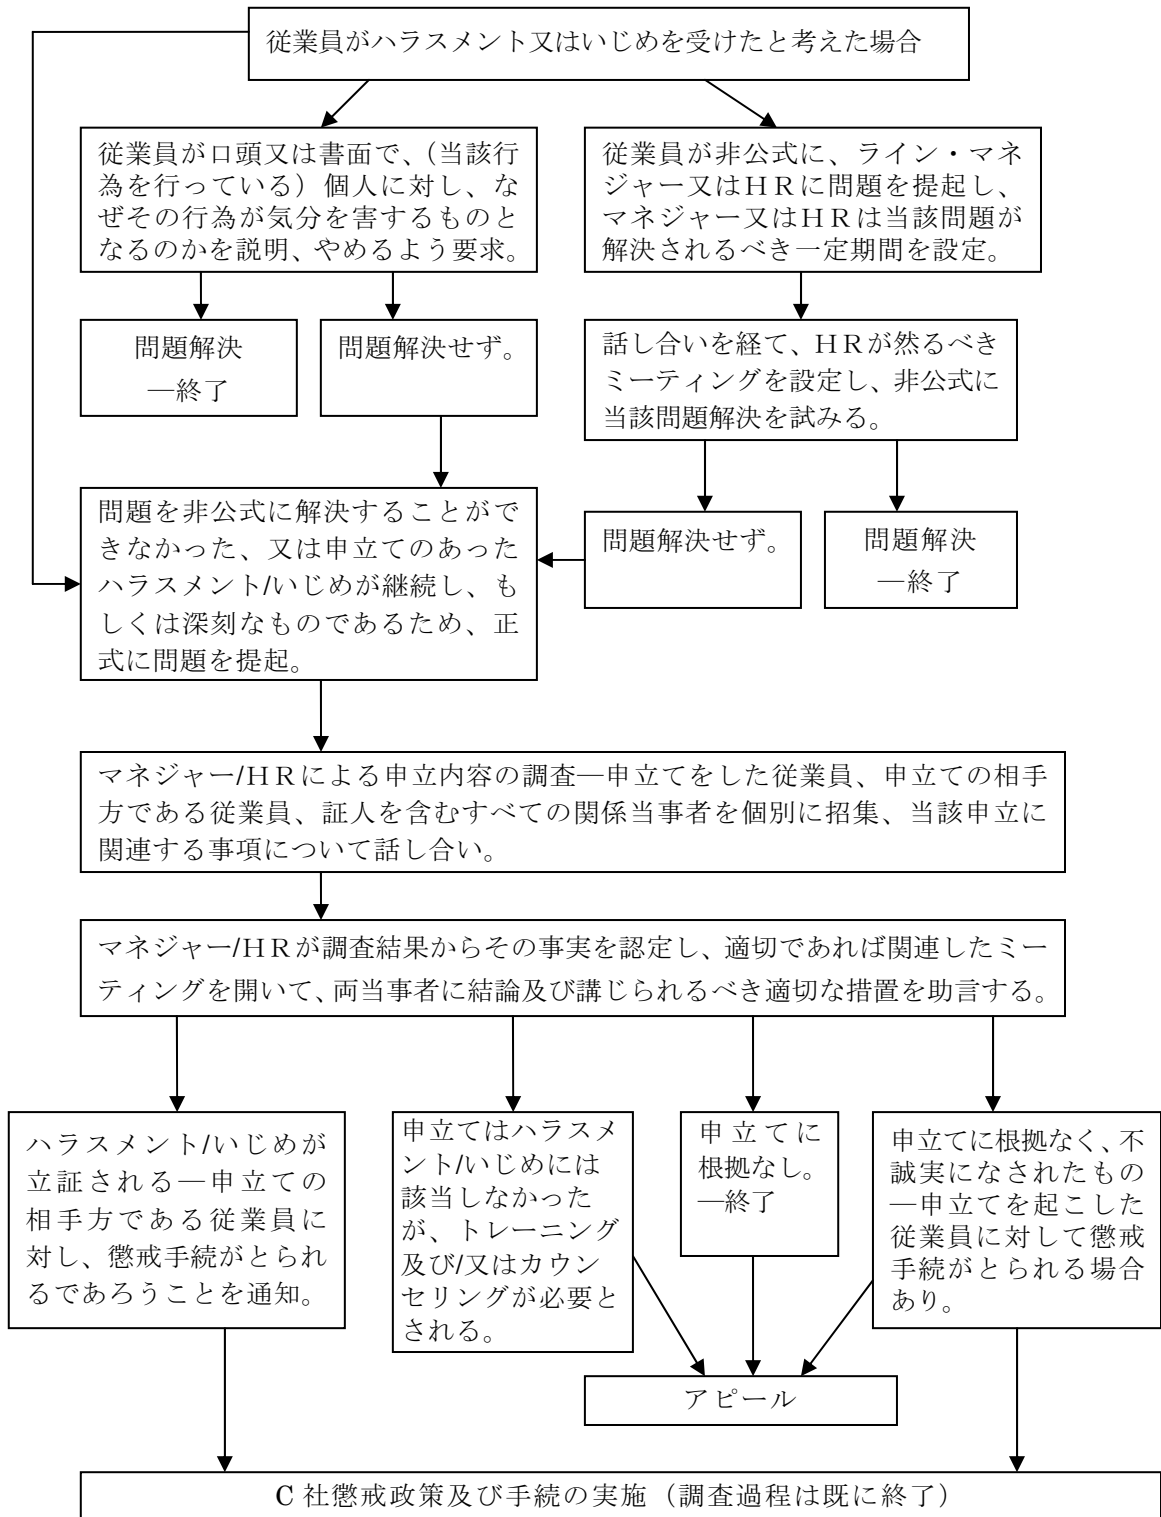 従業員がハラスメント又はいじめを受けたと考えた場合
従業員が口頭又は書面で、（当該行
為を行っている）個人に対し、な
ぜその行為が気分を害するものと
なるのかを説明、やめるよう要求。
従業員が非公式に、ライン・マネ
ジャー又はＨＲに問題を提起し、
マネジャー又はＨＲは当該問題が
解決されるべき一定期間を設定。
問題解決
―終了
問題解決せず。
話し合いを経て、ＨＲが然るべき
ミーティングを設定し、非公式に
当該問題解決を試みる。
問題を非公式に解決することがで
きなかった、又は申立てのあった
ハラスメント/いじめが継続し、も
しくは深刻なものであるため、正
式に問題を提起。
問題解決せず。
問題解決
―終了
マネジャー/ＨＲによる申立内容の調査―申立てをした従業員、申立ての相手
方である従業員、証人を含むすべての関係当事者を個別に招集、当該申立に
関連する事項について話し合い。
マネジャー/ＨＲが調査結果からその事実を認定し、適切であれば関連したミー
ティングを開いて、両当事者に結論及び講じられるべき適切な措置を助言する。
ハラスメント/いじめが
立証される―申立ての
相手方である従業員に
対し、懲戒手続がとられ
るであろうことを通知。
申立てはハラスメ
ント/いじめには
該当しなかった
が、トレーニング
及び/又はカウン
セリングが必要と
される。
申立てに
根拠なし。
―終了
申立てに根拠なく、不
誠実になされたもの
―申立てを起こした
従業員に対して懲戒
手続がとられる場合
あり。
アピール
C 社懲戒政策及び手続の実施（調査過程は既に終了）